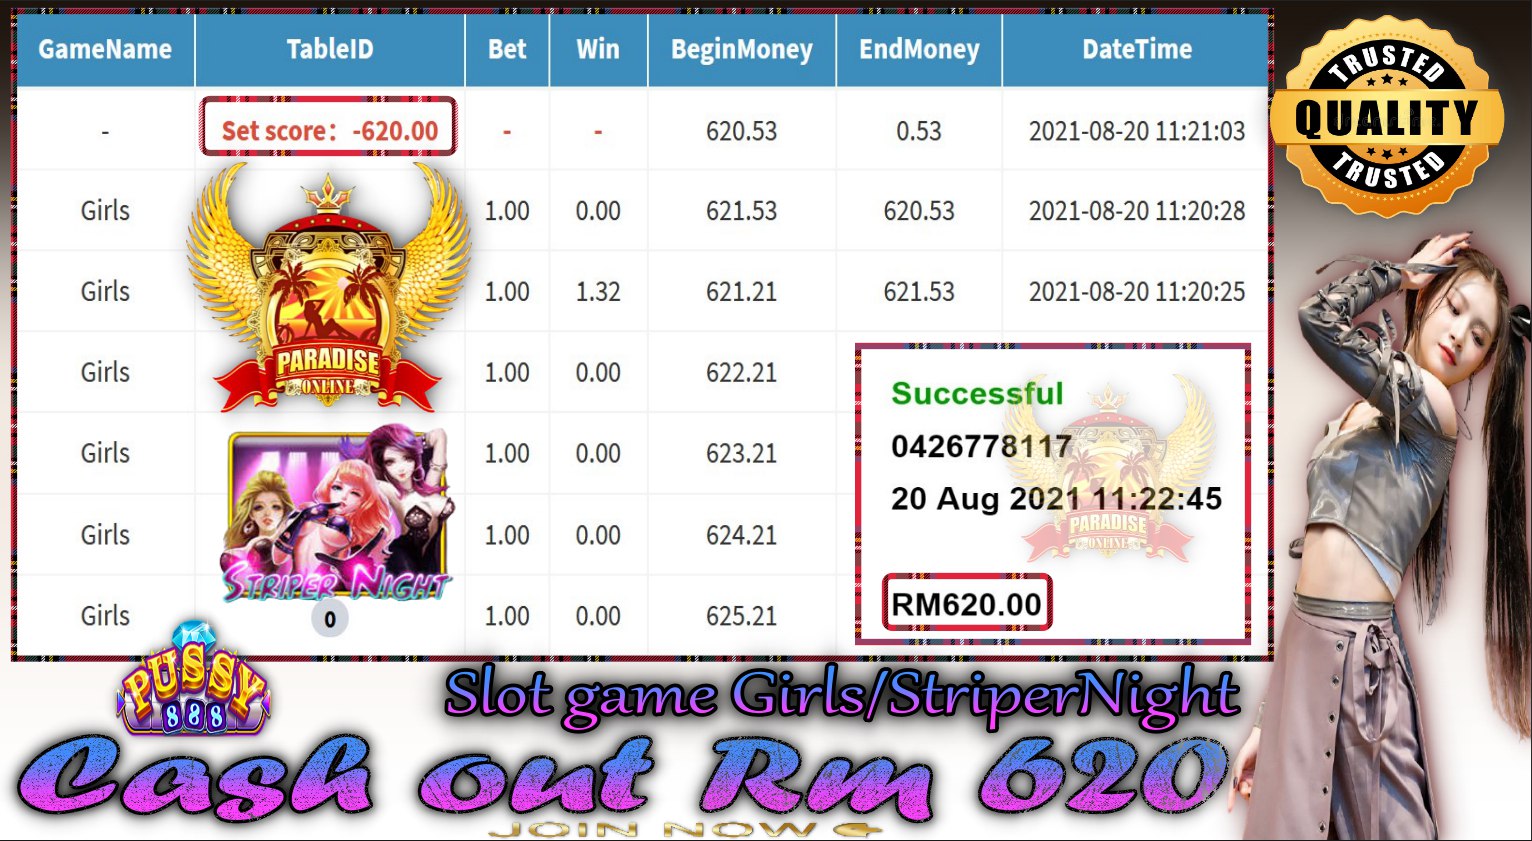 GameName TableID Bet Win BeginMoney EndMoney DateTime
- Set score: -620.00 - - 620.53 0.53 2021-08-20 11:21:03
Girls 1.00 0.00 621.53 620.53 2021-08-20 11:20:28
Girls 1.00 1.32 621.21 621.53 2021-08-20 11:20:25
Girls 1.00 0.00 622.21
Girls 1.00 0.00 623.21
Girls 1.00 0.00 624.21
Girls 0 1.00 0.00 625.21
PARADISE
ONLINE
STRIPER NIGHT
TRUSTED
QUALITY
TRUSTED
Successful
0426778117
20 Aug 2021 11:22:45
PARADISE
ONLINE
RM620.00
PUSSY
888
Slot game Girls/StriperNight
Cash out Rm 620
JOIN NOW